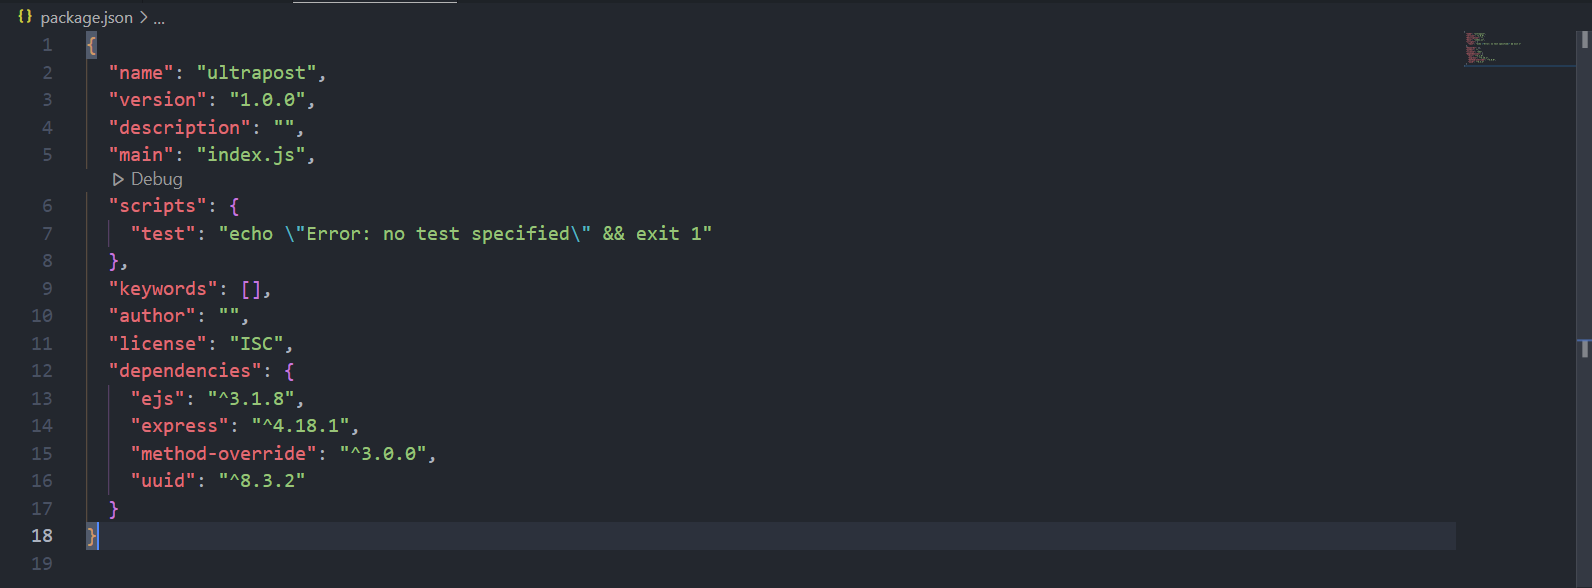 {} package.json > ...
1 {
2 "name": "ultrapost",
3 "version": "1.0.0",
4 "description": "",
5 "main": "index.js",
Debug
6 "scripts": {
7 "test": "echo \"Error: no test specified\" && exit 1"
8 },
9 "keywords": [],
10 "author": "",
11 "license": "ISC",
12 "dependencies": {
13 "ejs": "^3.1.8",
14 "express": "^4.18.1",
15 "method-override": "^3.0.0",
16 "uuid": "^8.3.2"
17 }
18 }
19